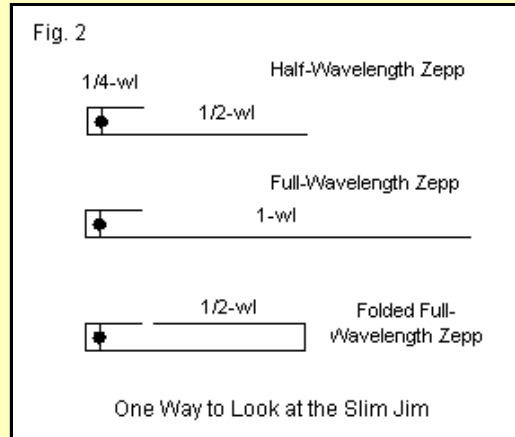 Fig. 2
Half-Wavelength Zepp
1/4-wl
1/2-wl
Full-Wavelength Zepp
1-wl
1/2-wl
Folded Full-
Wavelength Zepp
One Way to Look at the Slim Jim